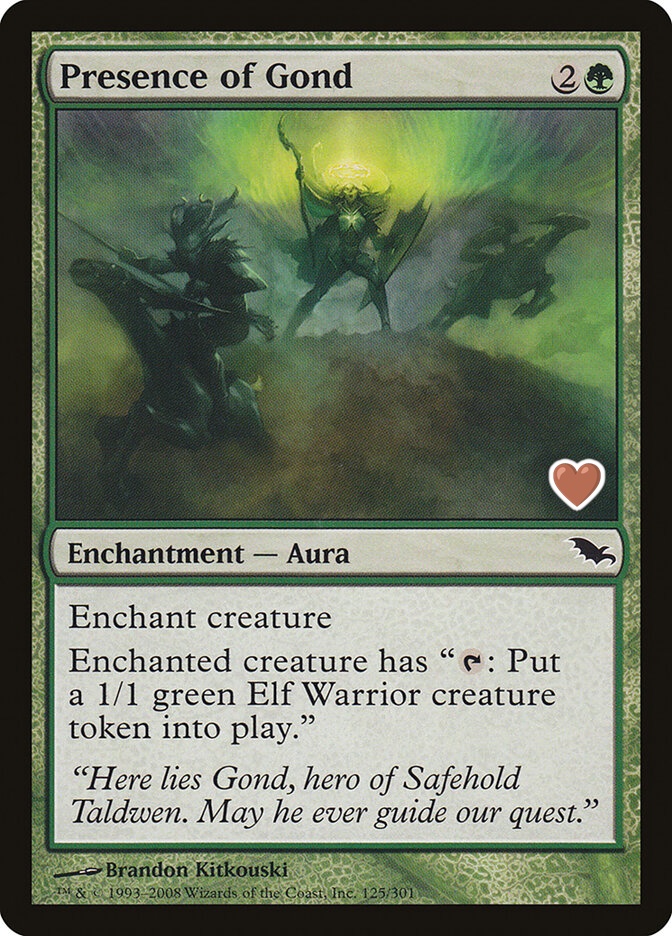 Presence of Gond 2
Enchantment — Aura
Enchant creature
Enchanted creature has “ : Put
a 1/1 green Elf Warrior creature
token into play.”
“Here lies Gond, hero of Safehold
Taldwen. May he ever guide our quest.”
Brandon Kitkouski
™ & © 1993–2008 Wizards of the Coast, Inc. 125/301